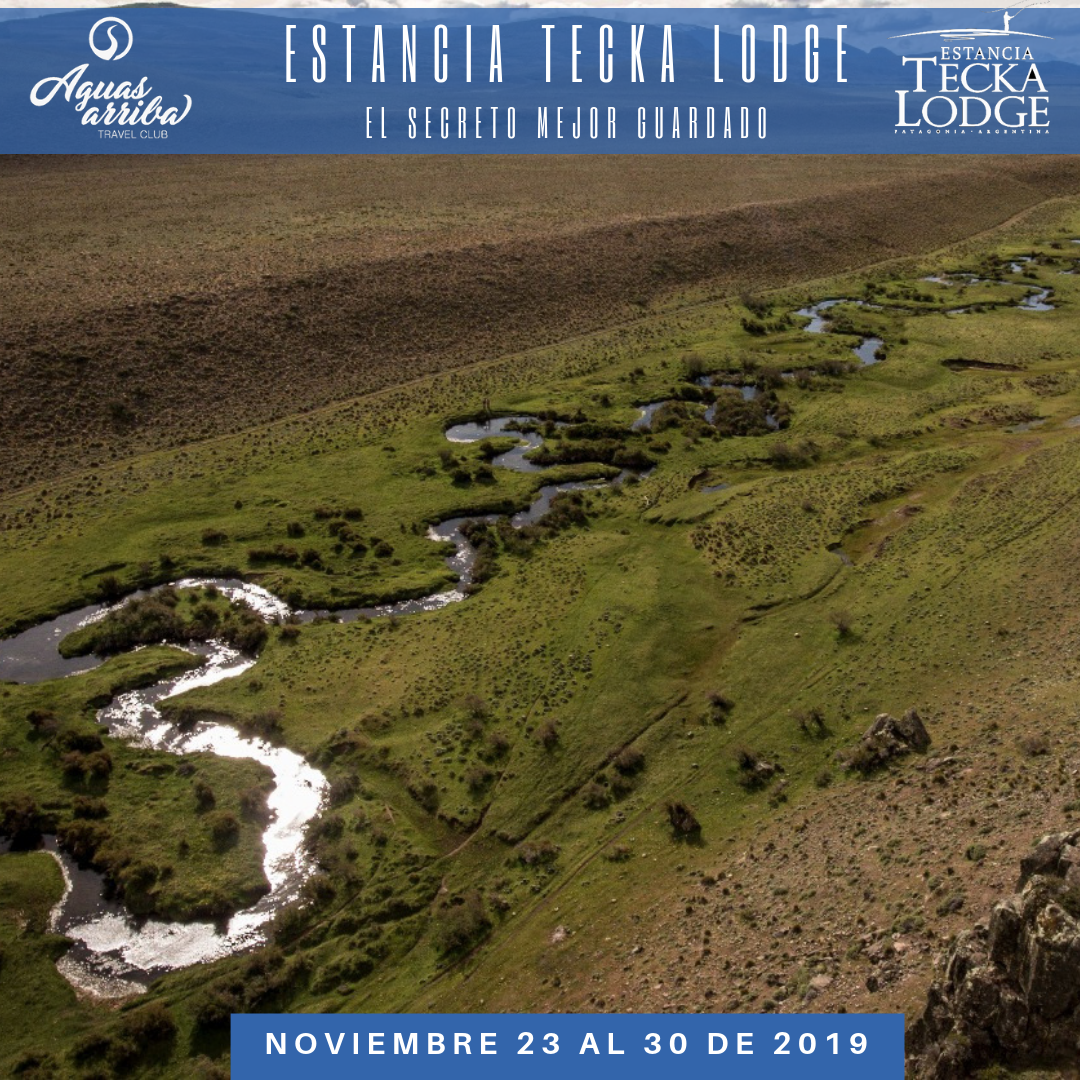 Aguas
arriba
TRAVEL CLUB
ESTANCIA TECKA LODGE
EL SECRETO MEJOR GUARDADO
ESTANCIA
TECKA
LODGE
PATAGONIA - ARGENTINA
NOVIEMBRE 23 AL 30 DE 2019